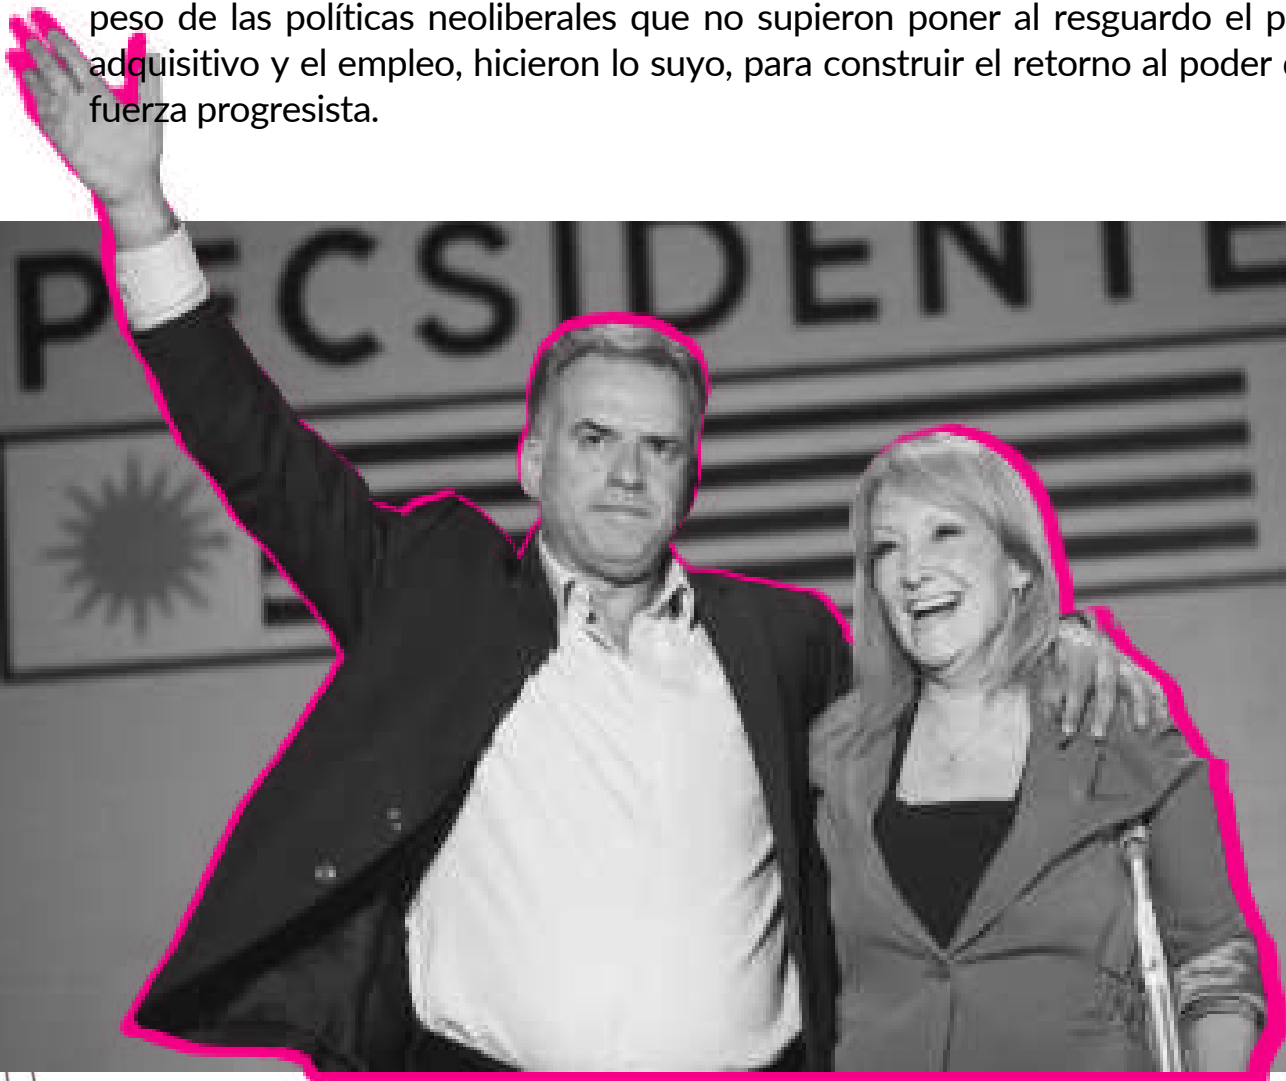 peso de las políticas neoliberales que no supieron poner al resguardo el p
adquisitivo y el empleo, hicieron lo suyo, para construir el retorno al poder
fuerza progresista.
PECSIDENTE